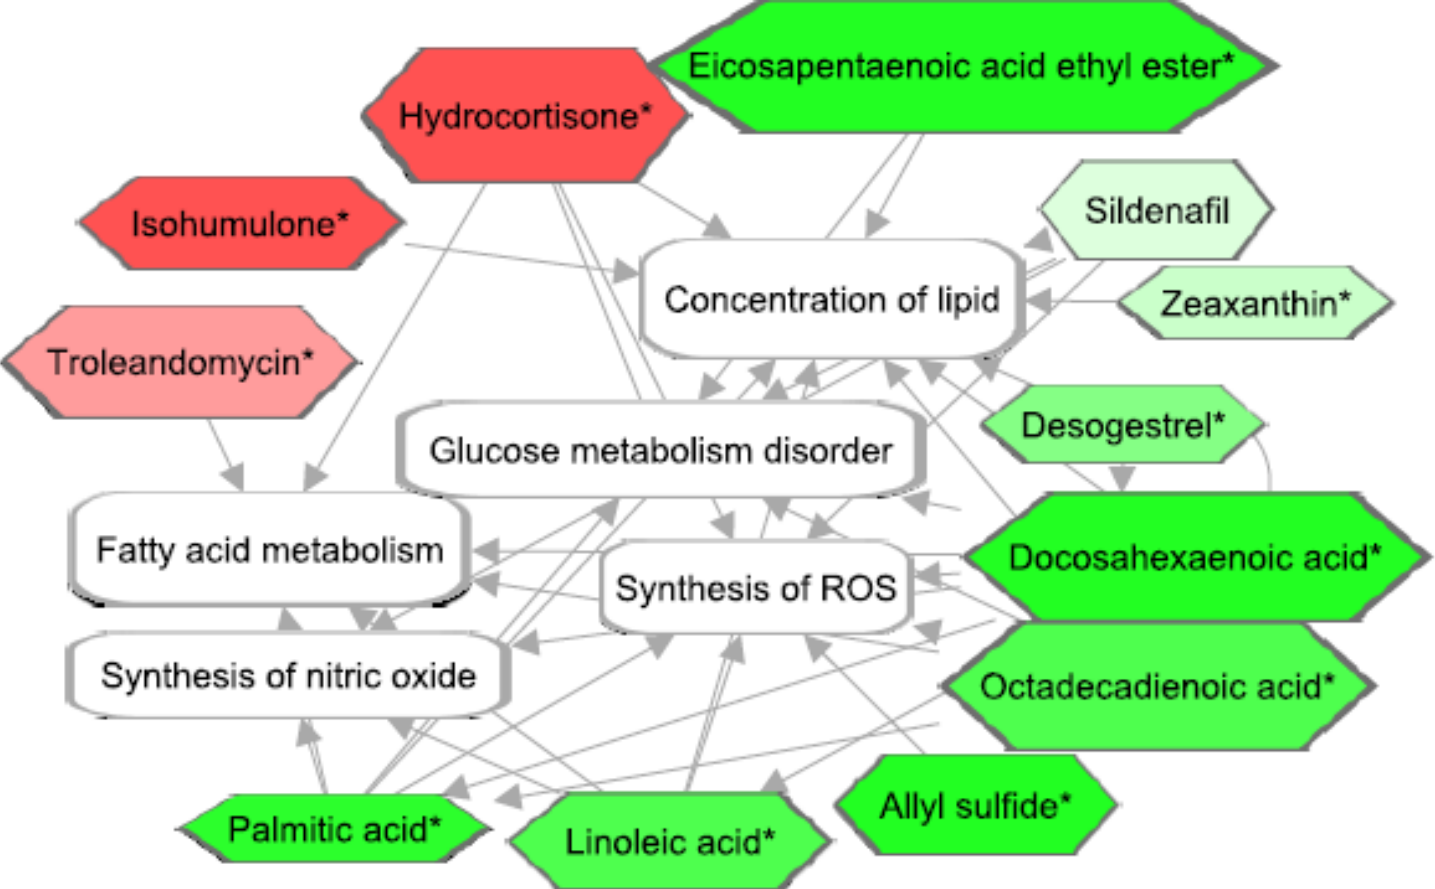 Eicosapentaenoic acid ethyl ester*
Hydrocortisone*
Isohumulone*
Sildenafil
Concentration of lipid
Zeaxanthin*
Troleandomycin*
Desogestrel*
Glucose metabolism disorder
Fatty acid metabolism
Docosahexaenoic acid*
Synthesis of ROS
Synthesis of nitric oxide
Octadecadienoic acid*
Allyl sulfide*
Palmitic acid*
Linoleic acid*